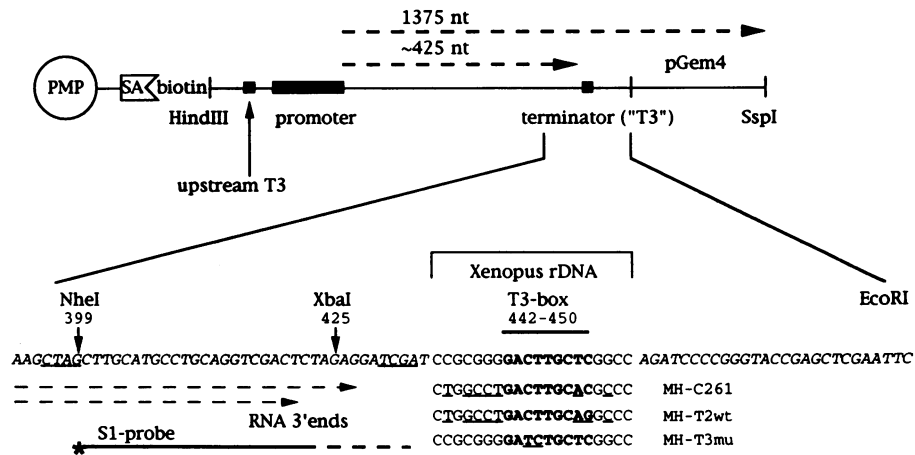 1375 nt
~425 nt
pGem4
PMP SA biotin
HindIII promoter terminator ("T3") SspI
upstream T3
Xenopus rDNA
NheI XbaI T3-box EcoRI
399 425 442-450
AAGCTAGCTTGCATGCCTGCAGGTCGACTCTAGAGGATCGAT CCGCGGGGACTTGCTCGGCC AGATCCCCGGGTACCGAGCTCGAATTC
CTGGCCTGACTTGCACGCCC MH-C261
RNA 3'ends CTGGCCTGACTTGCAGGCCC MH-T2wt
* S1-probe CCGCGGGGATCTGCTCGGCC MH-T3mu